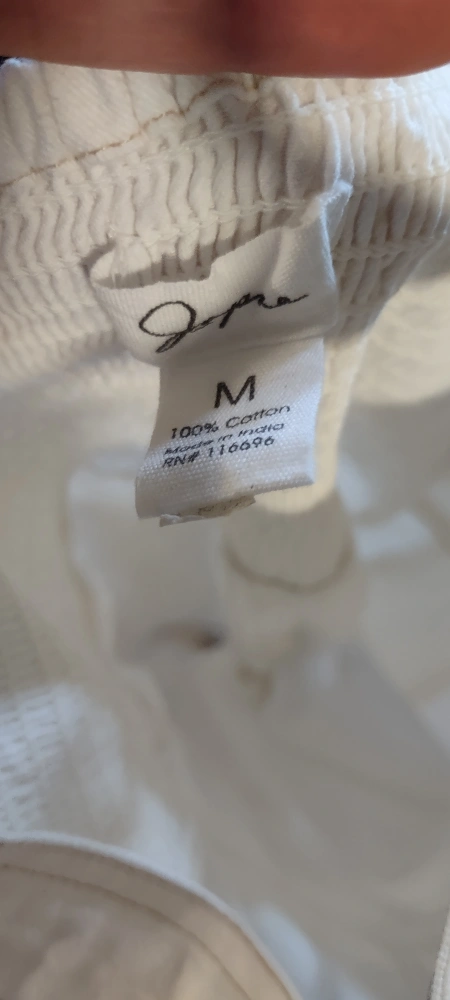 M
100% Cotton
Made in India
RN# 116696